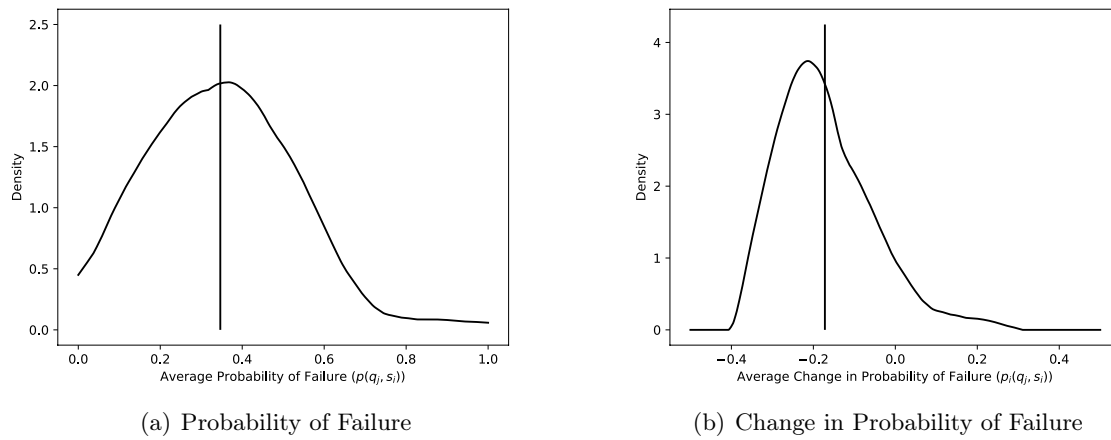 2.5
2.0
1.5
1.0
0.5
0.0
Density
0.0 0.2 0.4 0.6 0.8 1.0
Average Probability of Failure (p(q_j, s_i))
(a) Probability of Failure
4
3
2
1
0
Density
−0.4 −0.2 0.0 0.2 0.4
Average Change in Probability of Failure (p_i(q_j, s_i))
(b) Change in Probability of Failure